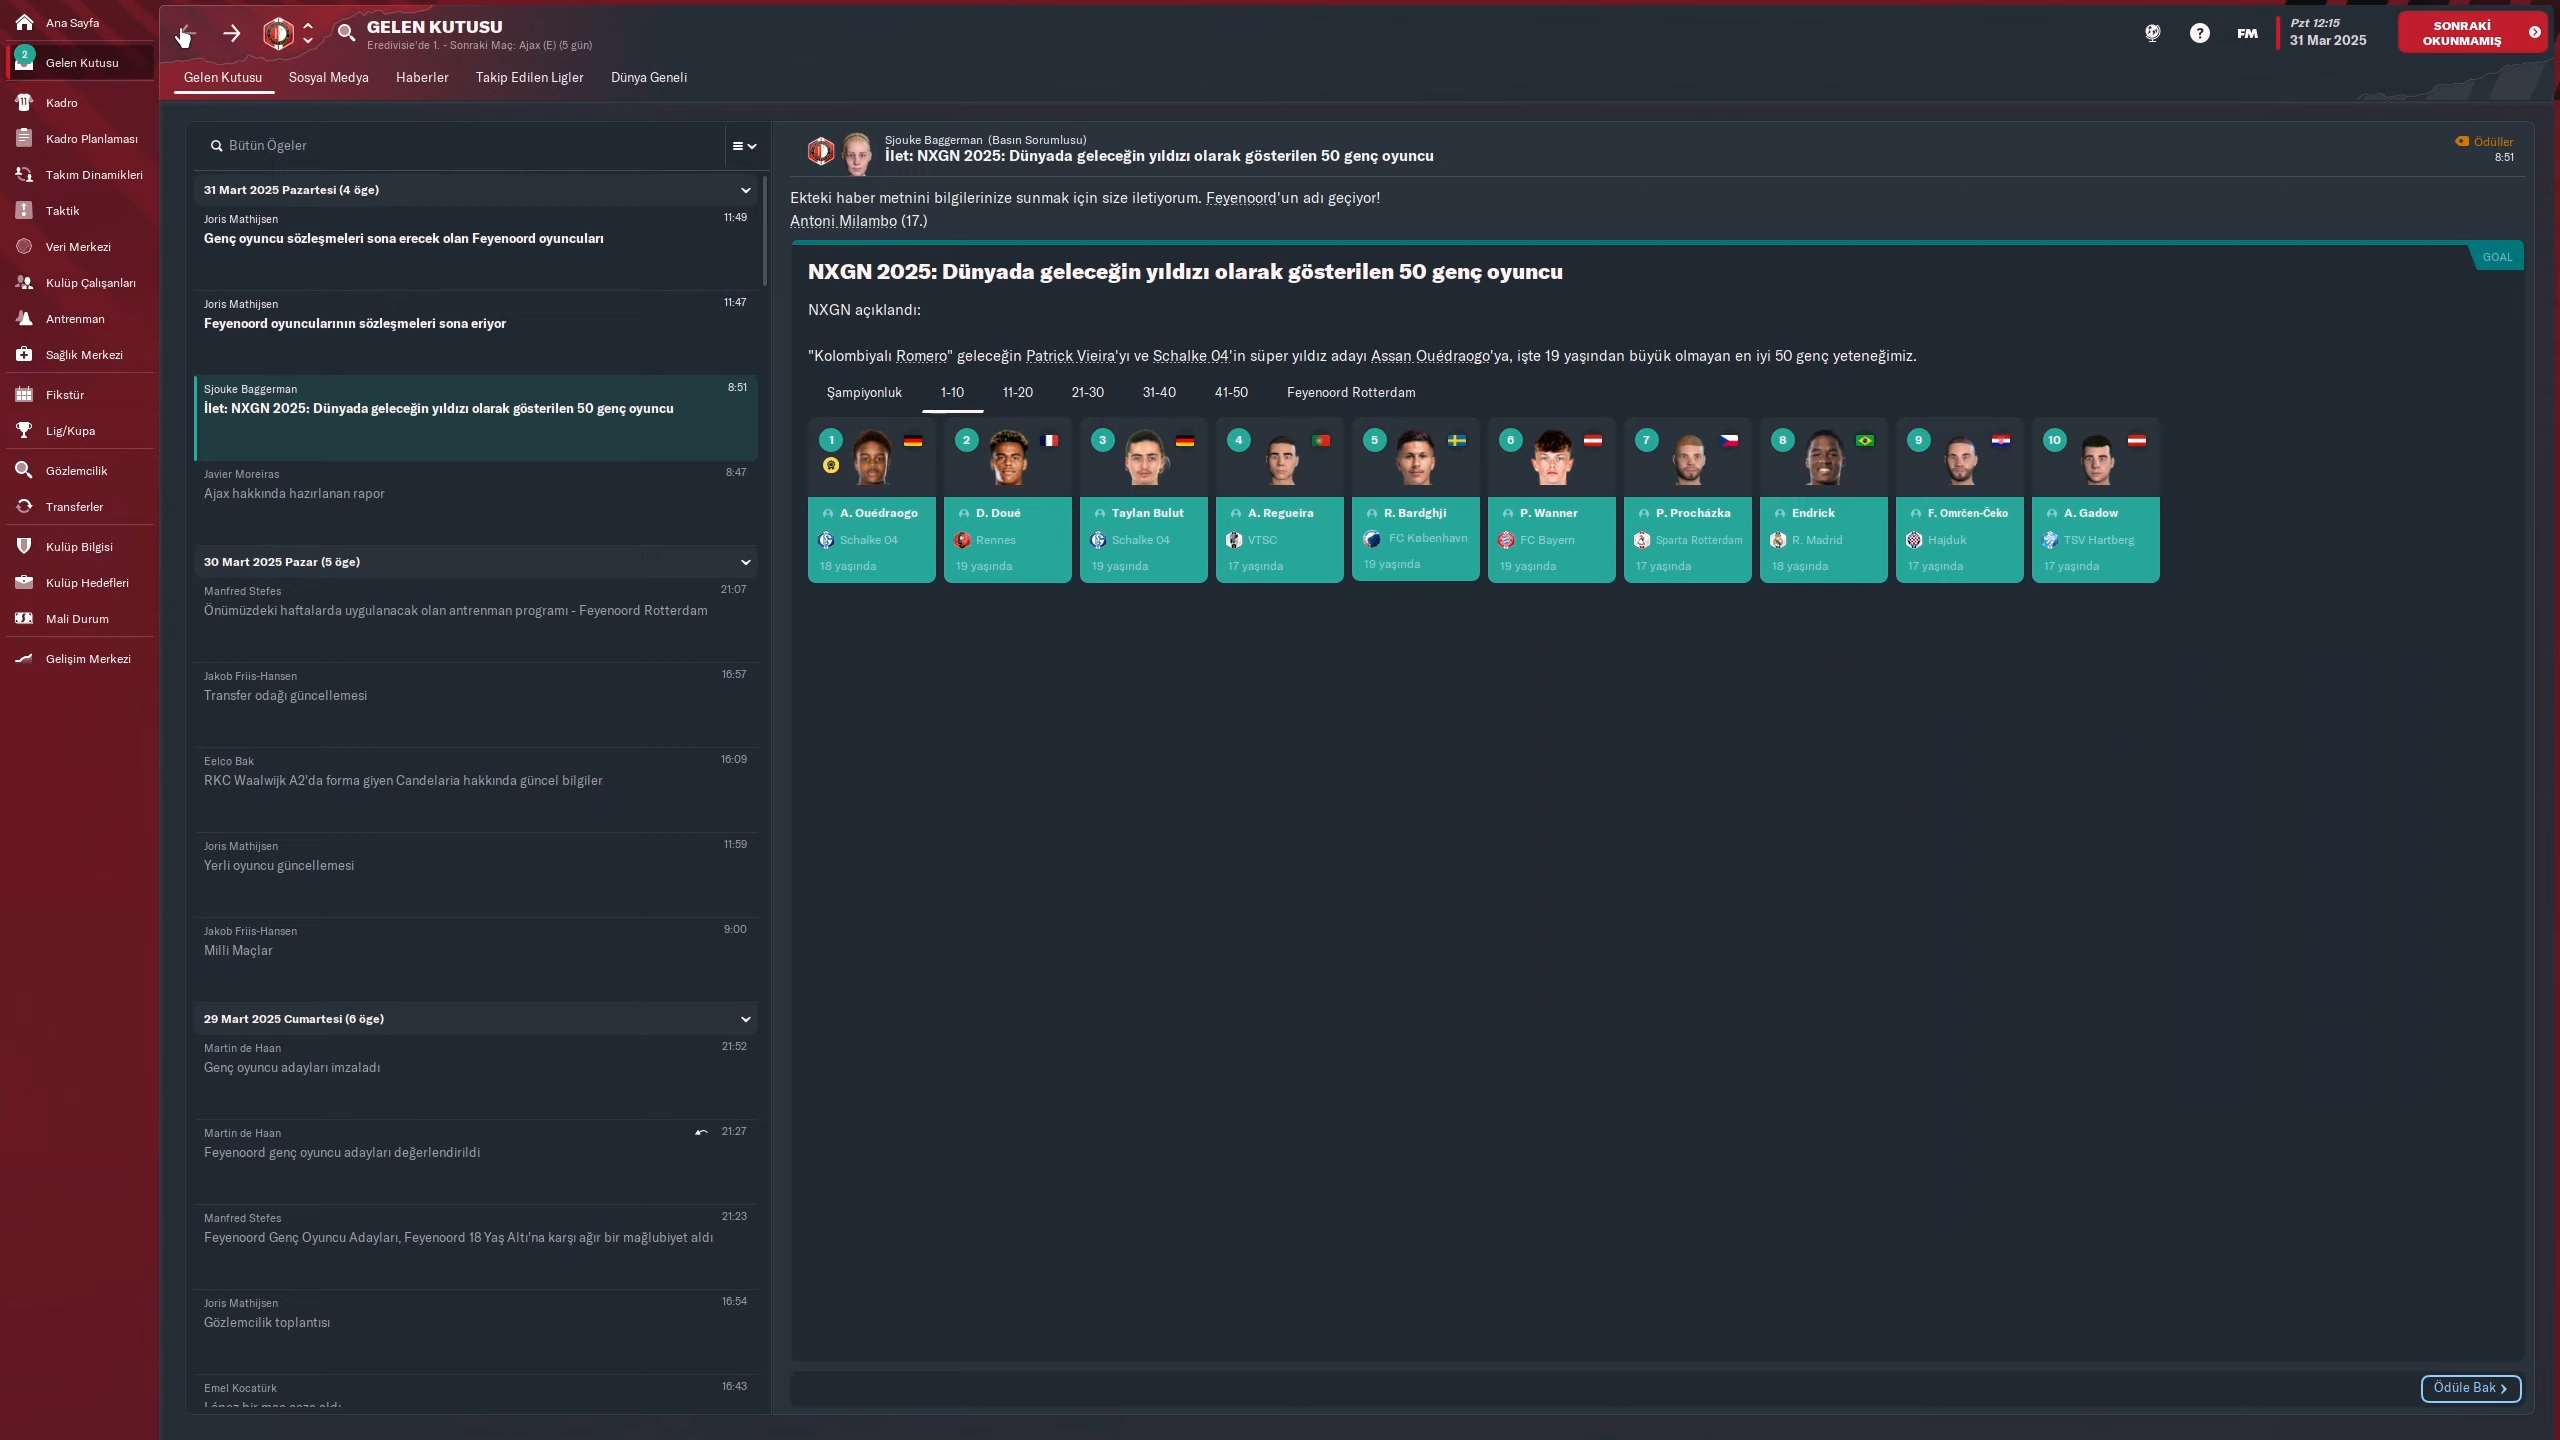 Ana Sayfa
2
Gelen Kutusu
Kadro
Kadro Planlaması
Takım Dinamikleri
Taktik
Veri Merkezi
Kulüp Çalışanları
Antrenman
Sağlık Merkezi
Fikstür
Lig/Kupa
Gözlemcilik
Transferler
Kulüp Bilgisi
Kulüp Hedefleri
Mali Durum
Gelişim Merkezi
GELEN KUTUSU
Eredivisie'de 1. - Sonraki Maç: Ajax (E) (5 gün)
? FM
Pzt 12:15
31 Mar 2025
SONRAKİ
OKUNMAMIŞ
Gelen Kutusu Sosyal Medya Haberler Takip Edilen Ligler Dünya Geneli
Bütün Ögeler
31 Mart 2025 Pazartesi (4 öge)
Joris Mathijsen 11:49
Genç oyuncu sözleşmeleri sona erecek olan Feyenoord oyuncuları
Joris Mathijsen 11:47
Feyenoord oyuncularının sözleşmeleri sona eriyor
Sjouke Baggerman 8:51
İlet: NXGN 2025: Dünyada geleceğin yıldızı olarak gösterilen 50 genç oyuncu
Javier Moreiras 8:47
Ajax hakkında hazırlanan rapor
30 Mart 2025 Pazar (5 öge)
Manfred Stefes 21:07
Önümüzdeki haftalarda uygulanacak olan antrenman programı - Feyenoord Rotterdam
Jakob Friis-Hansen 16:57
Transfer odağı güncellemesi
Eelco Bak 16:09
RKC Waalwijk A2'da forma giyen Candelaria hakkında güncel bilgiler
Joris Mathijsen 11:59
Yerli oyuncu güncellemesi
Jakob Friis-Hansen 9:00
Milli Maçlar
29 Mart 2025 Cumartesi (6 öge)
Martin de Haan 21:52
Genç oyuncu adayları imzaladı
Martin de Haan 21:27
Feyenoord genç oyuncu adayları değerlendirildi
Manfred Stefes 21:23
Feyenoord Genç Oyuncu Adayları, Feyenoord 18 Yaş Altı'na karşı ağır bir mağlubiyet aldı
Joris Mathijsen 16:54
Gözlemcilik toplantısı
Emel Kocatürk 16:43
Sjouke Baggerman (Basın Sorumlusu)
İlet: NXGN 2025: Dünyada geleceğin yıldızı olarak gösterilen 50 genç oyuncu
Ödüller
8:51
Ekteki haber metnini bilgilerinize sunmak için size iletiyorum. Feyenoord'un adı geçiyor!
Antoni Milambo (17.)
GOAL
NXGN 2025: Dünyada geleceğin yıldızı olarak gösterilen 50 genç oyuncu
NXGN açıklandı:
"Kolombiyalı Romero" geleceğin Patrick Vieira'yı ve Schalke 04'in süper yıldız adayı Assan Ouédraogo'ya, işte 19 yaşından büyük olmayan en iyi 50 genç yeteneğimiz.
Şampiyonluk 1-10 11-20 21-30 31-40 41-50 Feyenoord Rotterdam
1 2 3 4 5 6 7 8 9 10
A. Ouédraogo D. Doué Taylan Bulut A. Regueira R. Bardghji P. Wanner P. Procházka Endrick F. Omrčen-Čeko A. Gadow
Schalke 04 Rennes Schalke 04 VTSC FC København FC Bayern Sparta Rotterdam R. Madrid Hajduk TSV Hartberg
18 yaşında 19 yaşında 19 yaşında 17 yaşında 19 yaşında 19 yaşında 17 yaşında 18 yaşında 17 yaşında 17 yaşında
Ödüle Bak